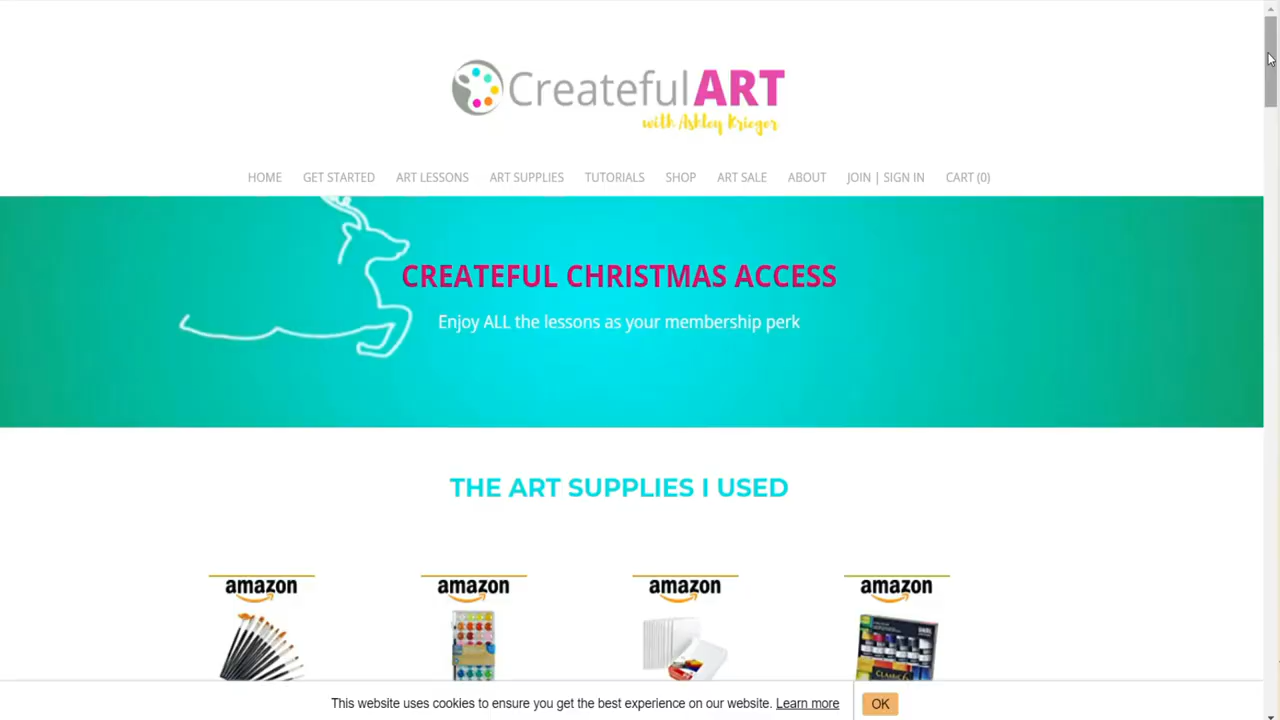 CreatefulART
with Ashley Krieger
HOME GET STARTED ART LESSONS ART SUPPLIES TUTORIALS SHOP ART SALE ABOUT JOIN | SIGN IN CART (0)
CREATEFUL CHRISTMAS ACCESS
Enjoy ALL the lessons as your membership perk
THE ART SUPPLIES I USED
amazon amazon amazon amazon
This website uses cookies to ensure you get the best experience on our website. Learn more OK